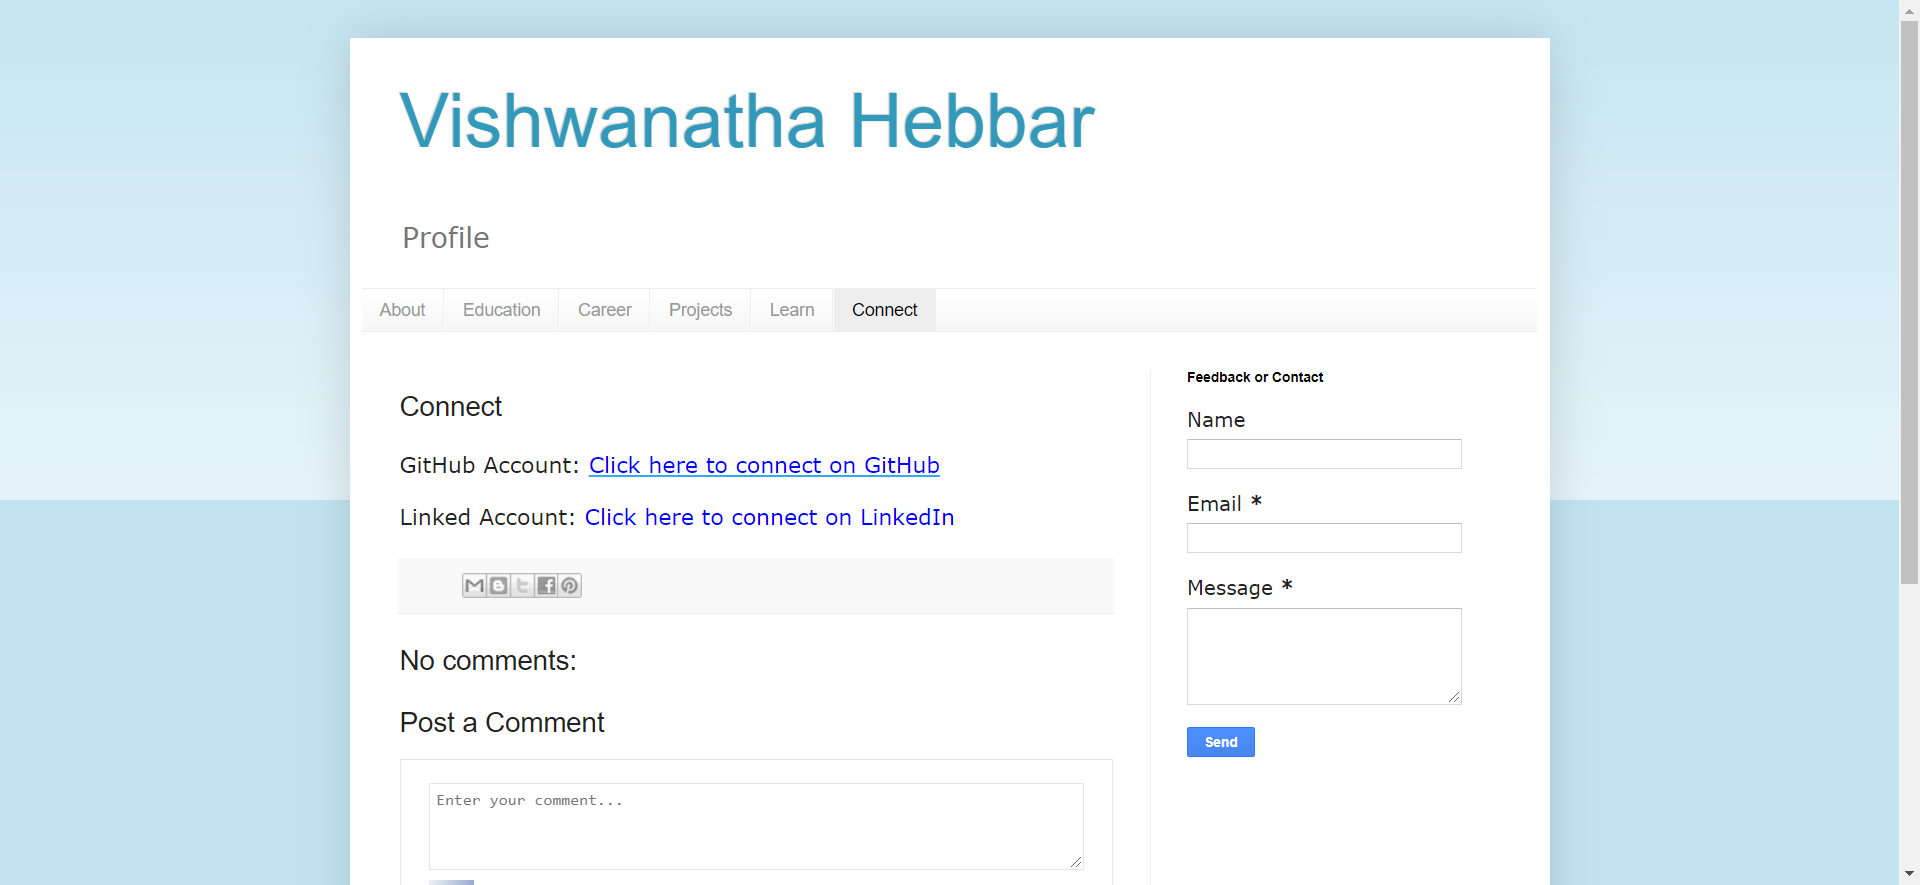 Vishwanatha Hebbar
Profile
About Education Career Projects Learn Connect
Connect
GitHub Account: Click here to connect on GitHub
Linked Account: Click here to connect on LinkedIn
No comments:
Post a Comment
Enter your comment...
Feedback or Contact
Name
Email *
Message *
Send